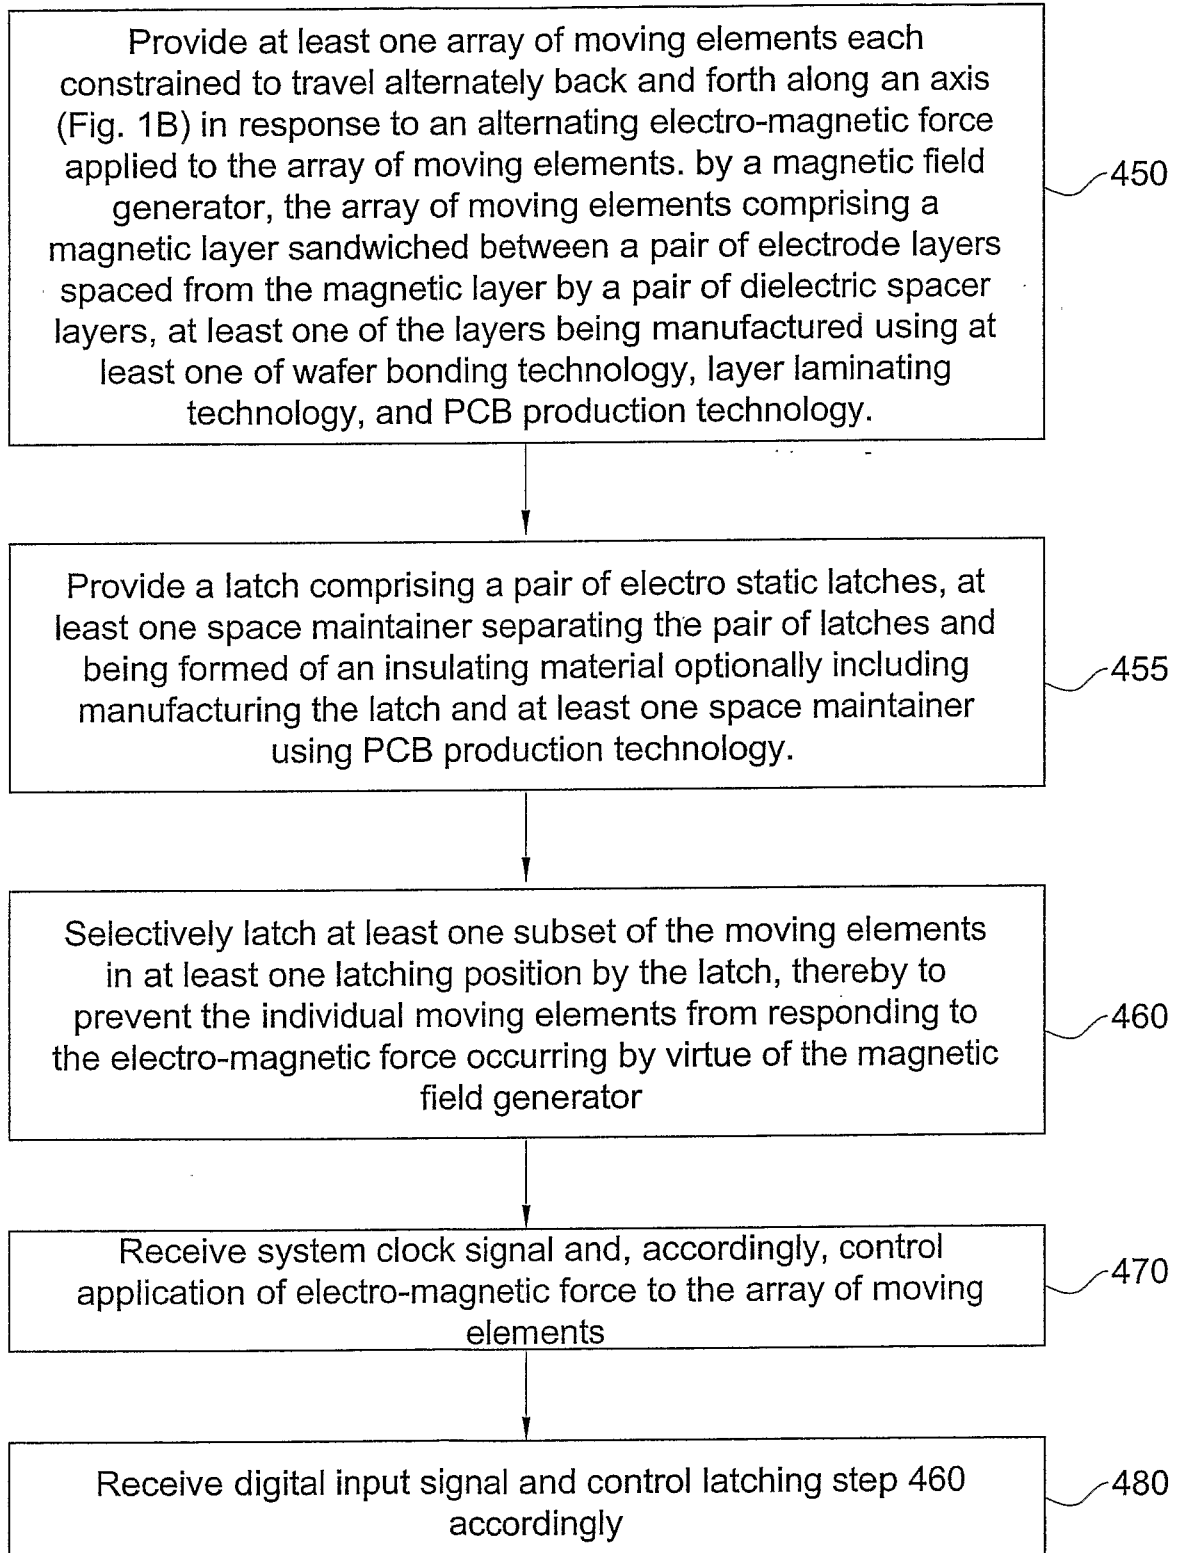 Provide at least one array of moving elements each
constrained to travel alternately back and forth along an axis
(Fig. 1B) in response to an alternating electro-magnetic force
applied to the array of moving elements. by a magnetic field
generator, the array of moving elements comprising a
magnetic layer sandwiched between a pair of electrode layers
spaced from the magnetic layer by a pair of dielectric spacer
layers, at least one of the layers being manufactured using at
least one of wafer bonding technology, layer laminating
technology, and PCB production technology.
450
Provide a latch comprising a pair of electro static latches, at
least one space maintainer separating the pair of latches and
being formed of an insulating material optionally including
manufacturing the latch and at least one space maintainer
using PCB production technology.
455
Selectively latch at least one subset of the moving elements
in at least one latching position by the latch, thereby to
prevent the individual moving elements from responding to
the electro-magnetic force occurring by virtue of the magnetic
field generator
460
Receive system clock signal and, accordingly, control
application of electro-magnetic force to the array of moving
elements
470
Receive digital input signal and control latching step 460
accordingly
480